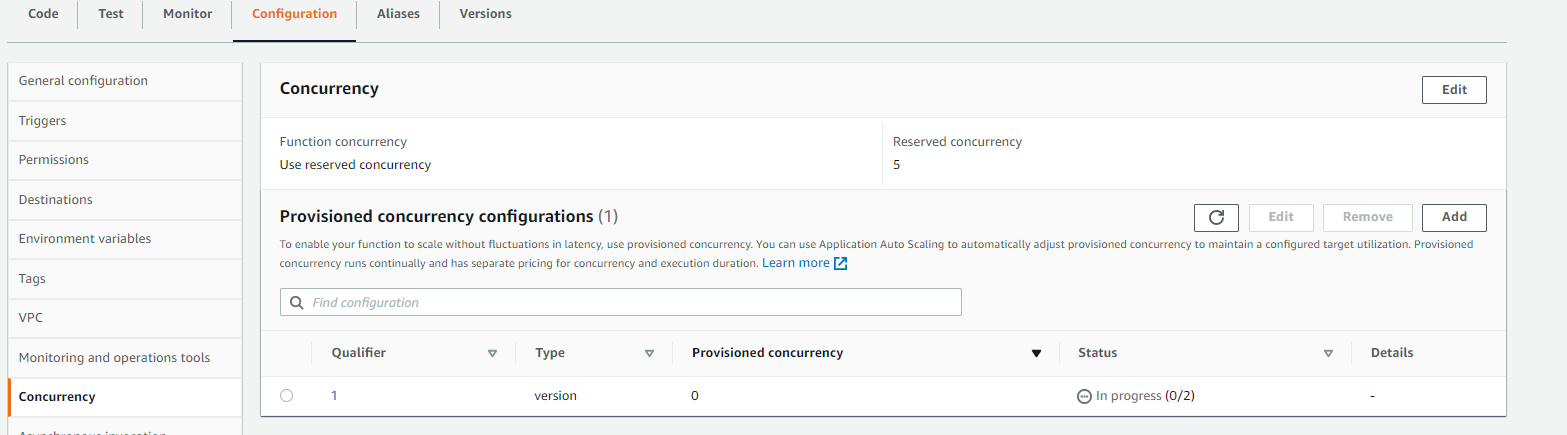 Code Test Monitor Configuration Aliases Versions
General configuration
Triggers
Permissions
Destinations
Environment variables
Tags
VPC
Monitoring and operations tools
Concurrency
Asynchronous invocation
Concurrency
Edit
Function concurrency
Use reserved concurrency
Reserved concurrency
5
Provisioned concurrency configurations (1)
Edit Remove Add
To enable your function to scale without fluctuations in latency, use provisioned concurrency. You can use Application Auto Scaling to automatically adjust provisioned concurrency to maintain a configured target utilization. Provisioned
concurrency runs continually and has separate pricing for concurrency and execution duration. Learn more
Find configuration
Qualifier Type Provisioned concurrency Status Details
1 version 0 In progress (0/2) -